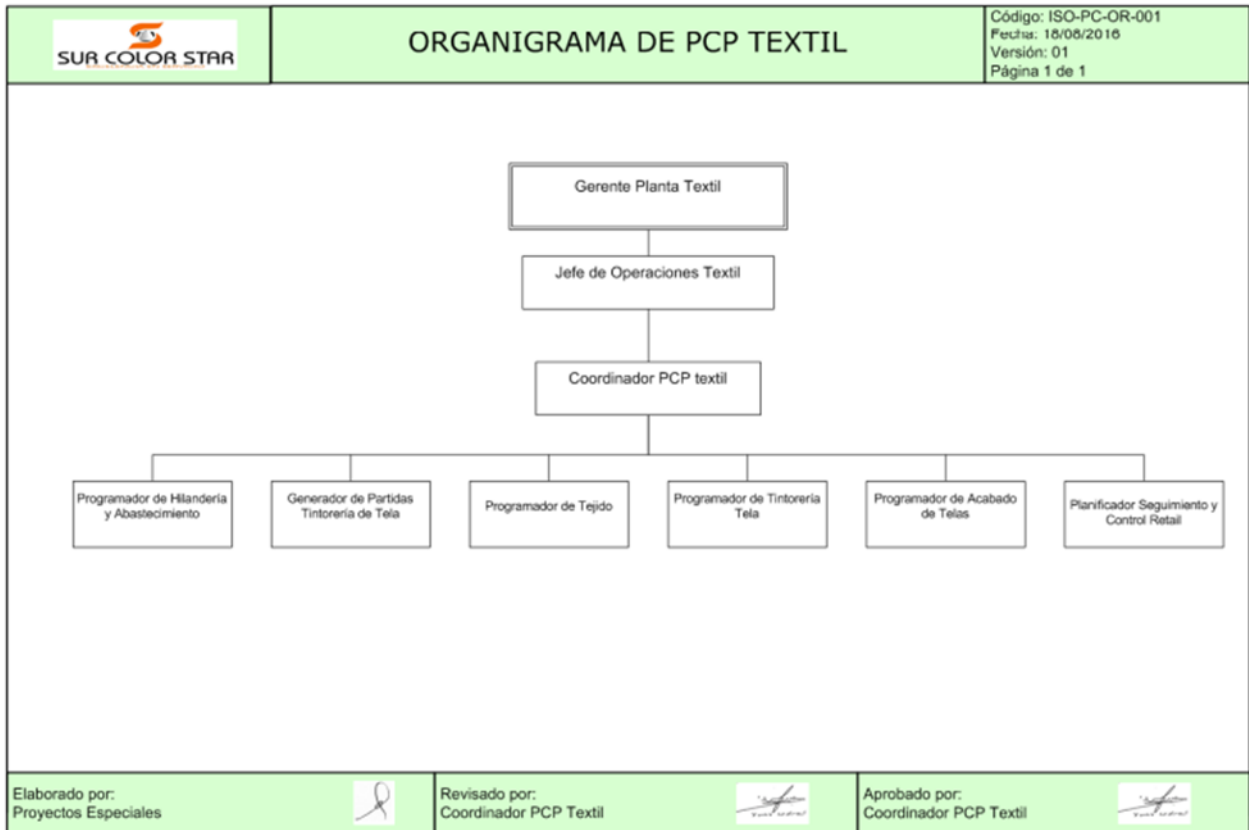 SUR COLOR STAR
ORGANIGRAMA DE PCP TEXTIL
Código: ISO-PC-OR-001
Fecha: 18/08/2016
Versión: 01
Página 1 de 1
Gerente Planta Textil
Jefe de Operaciones Textil
Coordinador PCP textil
Programador de Hilandería
y Abastecimiento
Generador de Partidas
Tintorería de Tela
Programador de Tejido
Programador de Tintorería
Tela
Programador de Acabado
de Telas
Planificador Seguimiento y
Control Retail
Elaborado por:
Proyectos Especiales
Revisado por:
Coordinador PCP Textil
Aprobado por:
Coordinador PCP Textil